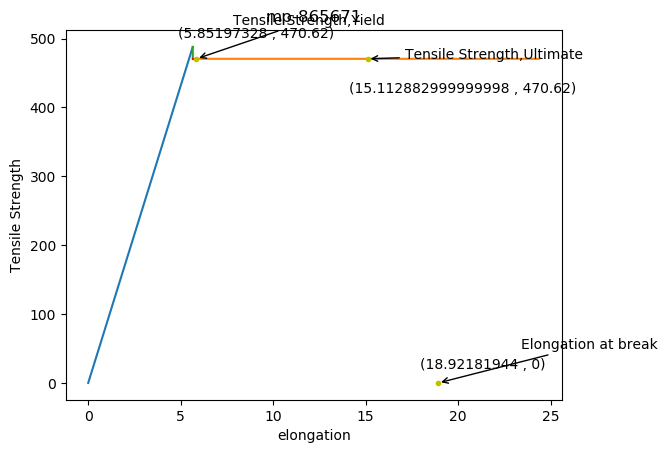 mp-865671
Tensile Strength,Yield
(5.85197328 , 470.62)
Tensile Strength,Ultimate
(15.112882999999998 , 470.62)
Elongation at break
(18.92181944 , 0)
Tensile Strength
500
400
300
200
100
0
0 5 10 15 20 25
elongation